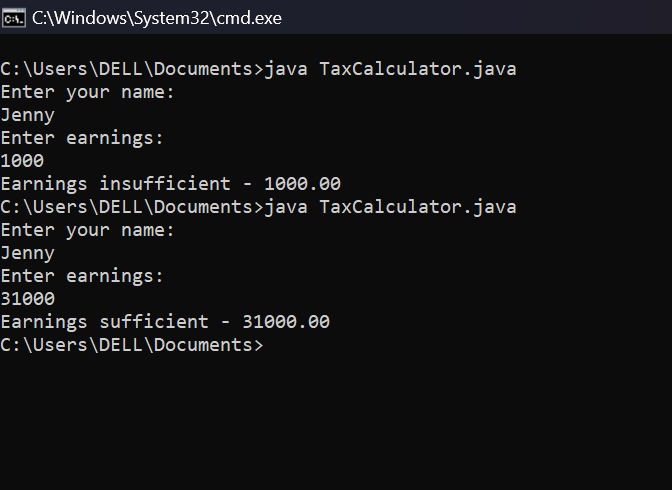 C:\Windows\System32\cmd.exe
C:\Users\DELL\Documents>java TaxCalculator.java
Enter your name:
Jenny
Enter earnings:
1000
Earnings insufficient - 1000.00
C:\Users\DELL\Documents>java TaxCalculator.java
Enter your name:
Jenny
Enter earnings:
31000
Earnings sufficient - 31000.00
C:\Users\DELL\Documents>